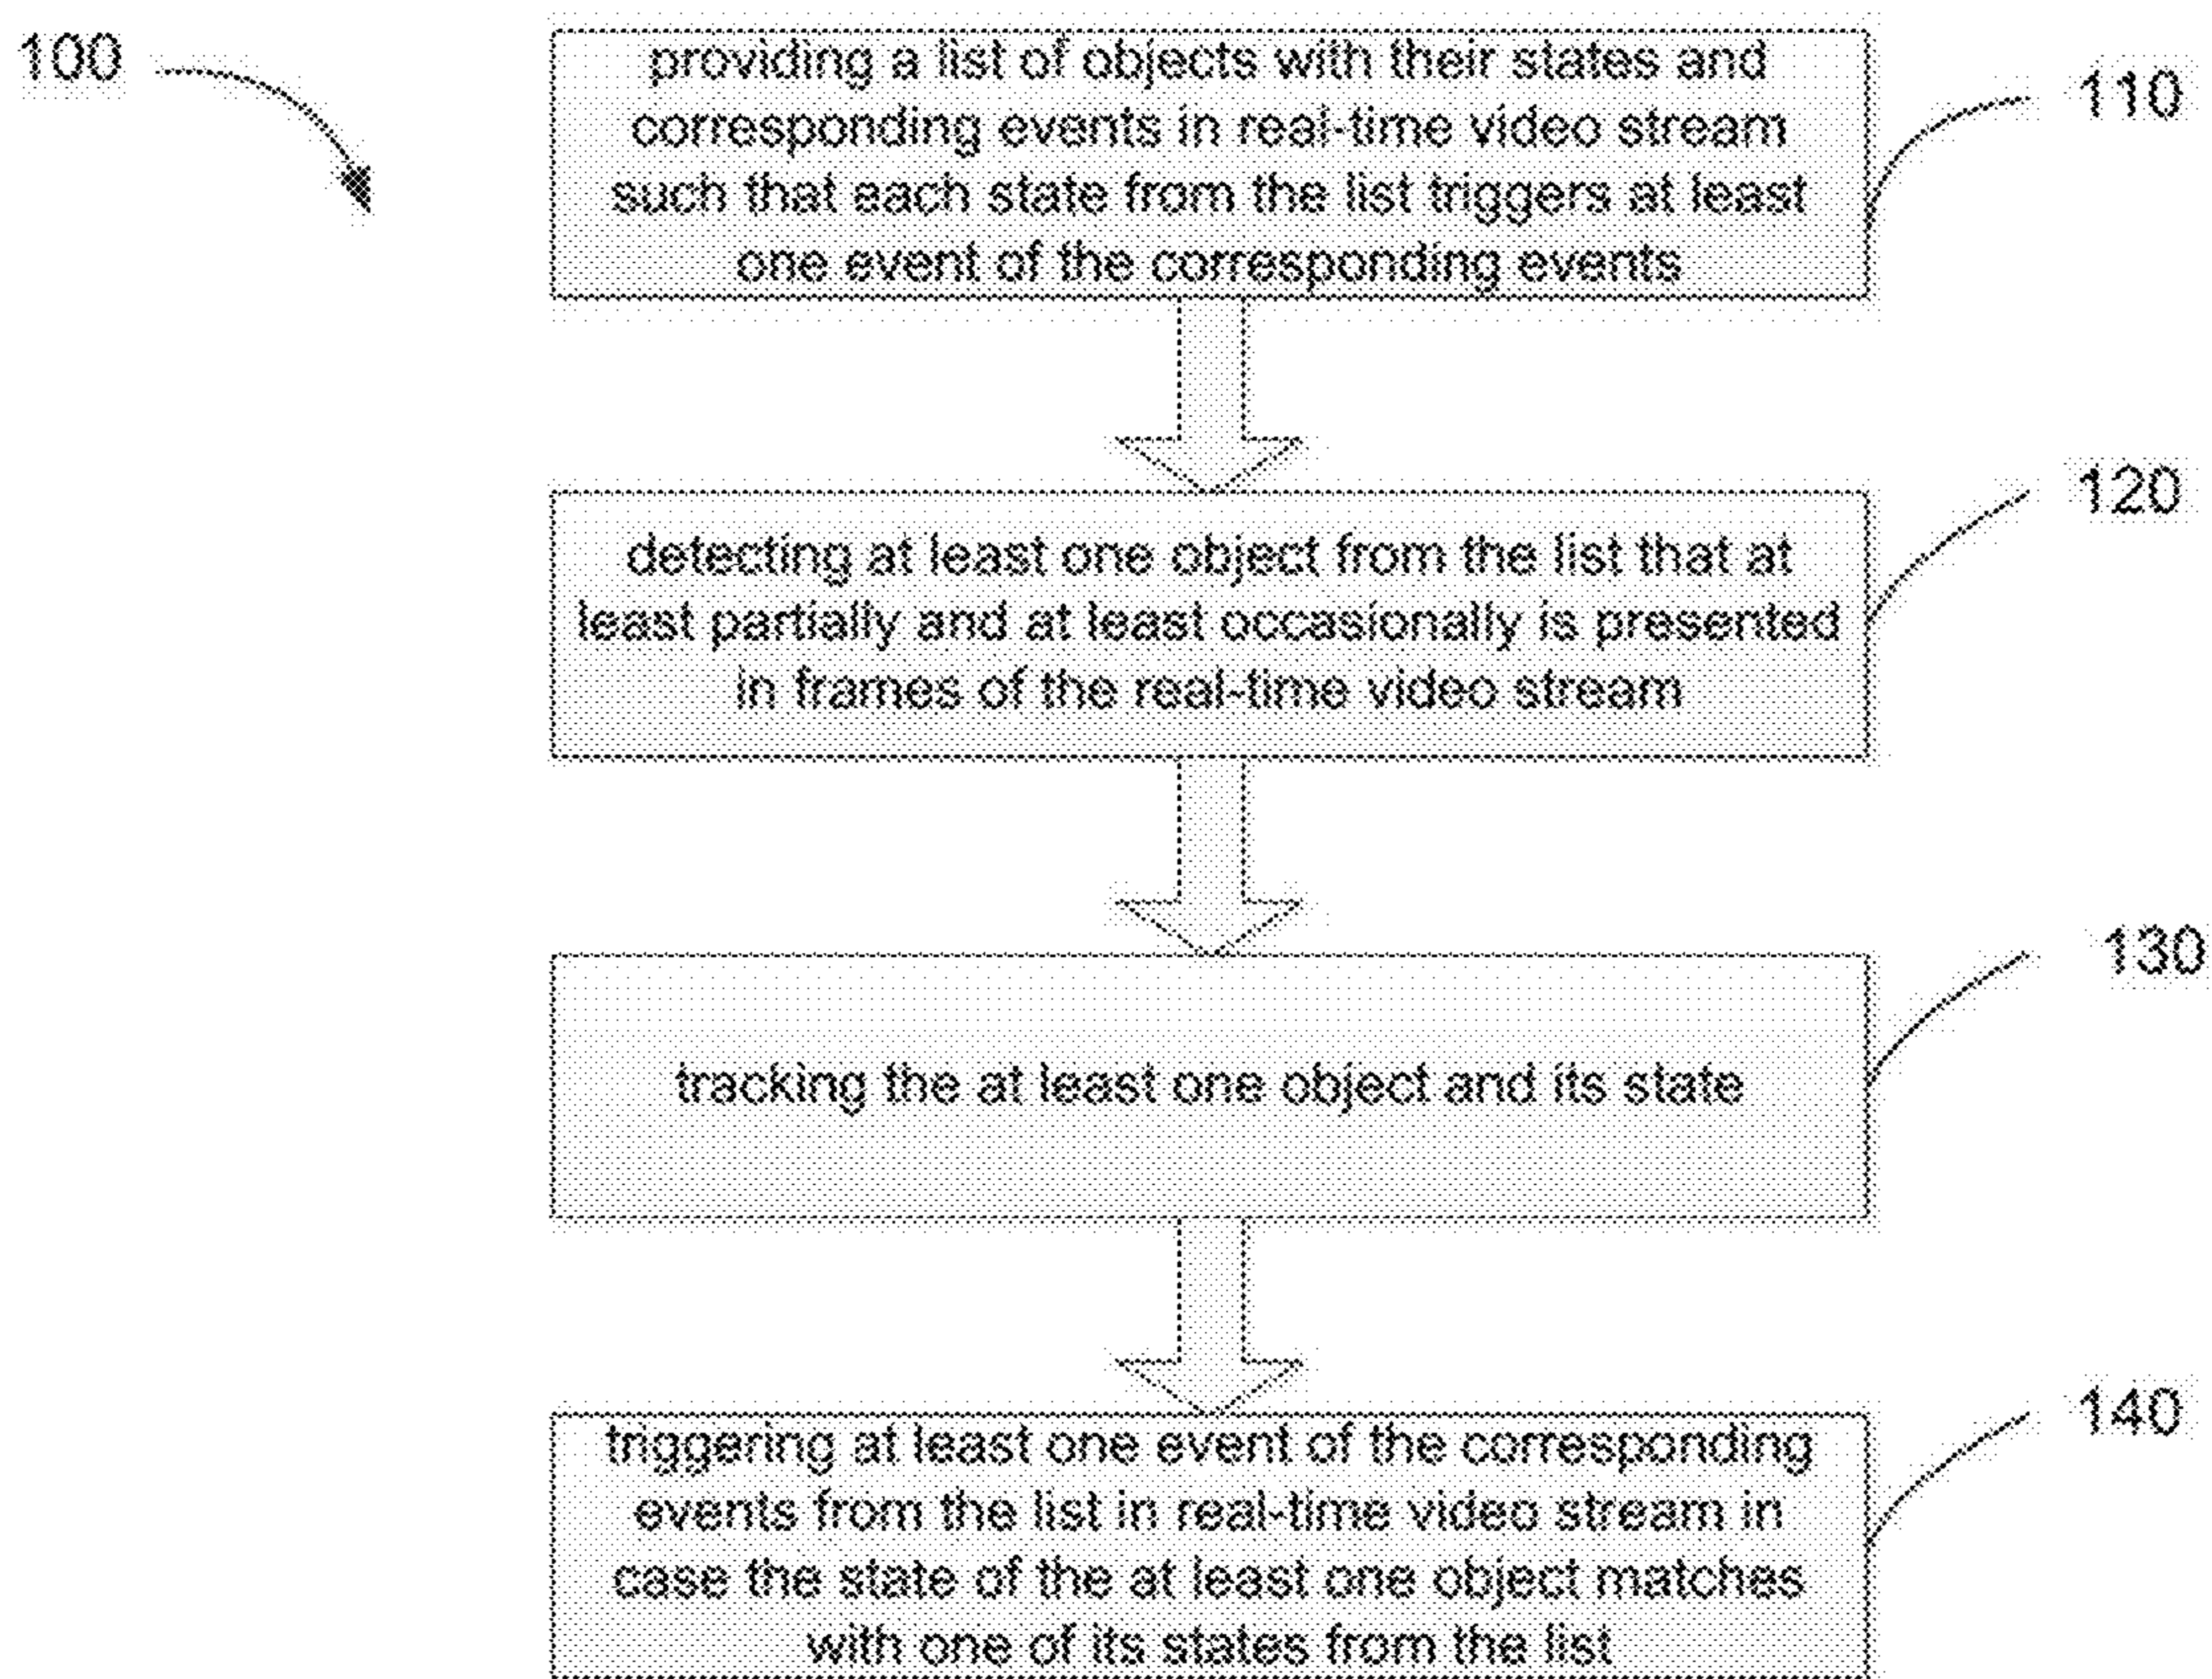 100
providing a list of objects with their states and
corresponding events in real-time video stream
such that each state from the list triggers at least
one event of the corresponding events
110
detecting at least one object from the list that at
least partially and at least occasionally is presented
in frames of the real-time video stream
120
tracking the at least one object and its state
130
triggering at least one event of the corresponding
events from the list in real-time video stream in
case the state of the at least one object matches
with one of its states from the list
140